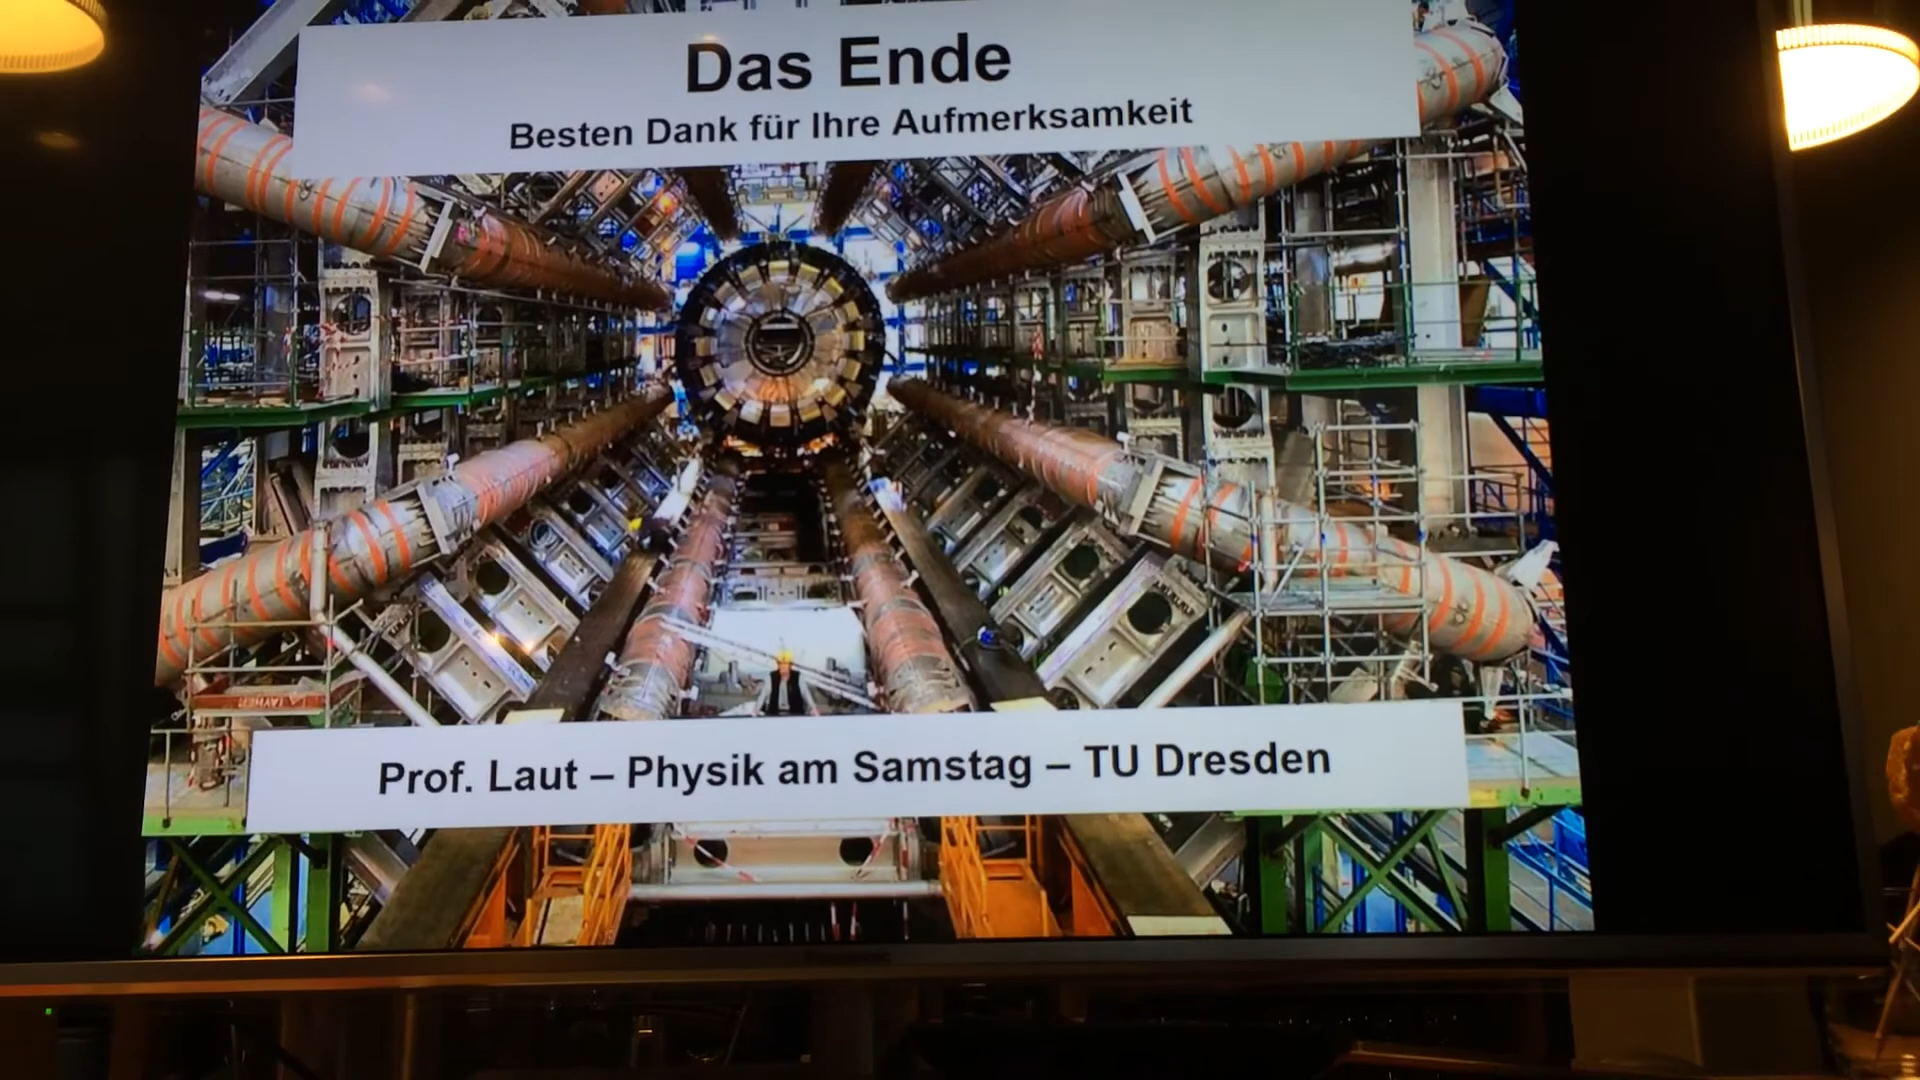 Das Ende
Besten Dank für Ihre Aufmerksamkeit
Prof. Laut – Physik am Samstag – TU Dresden